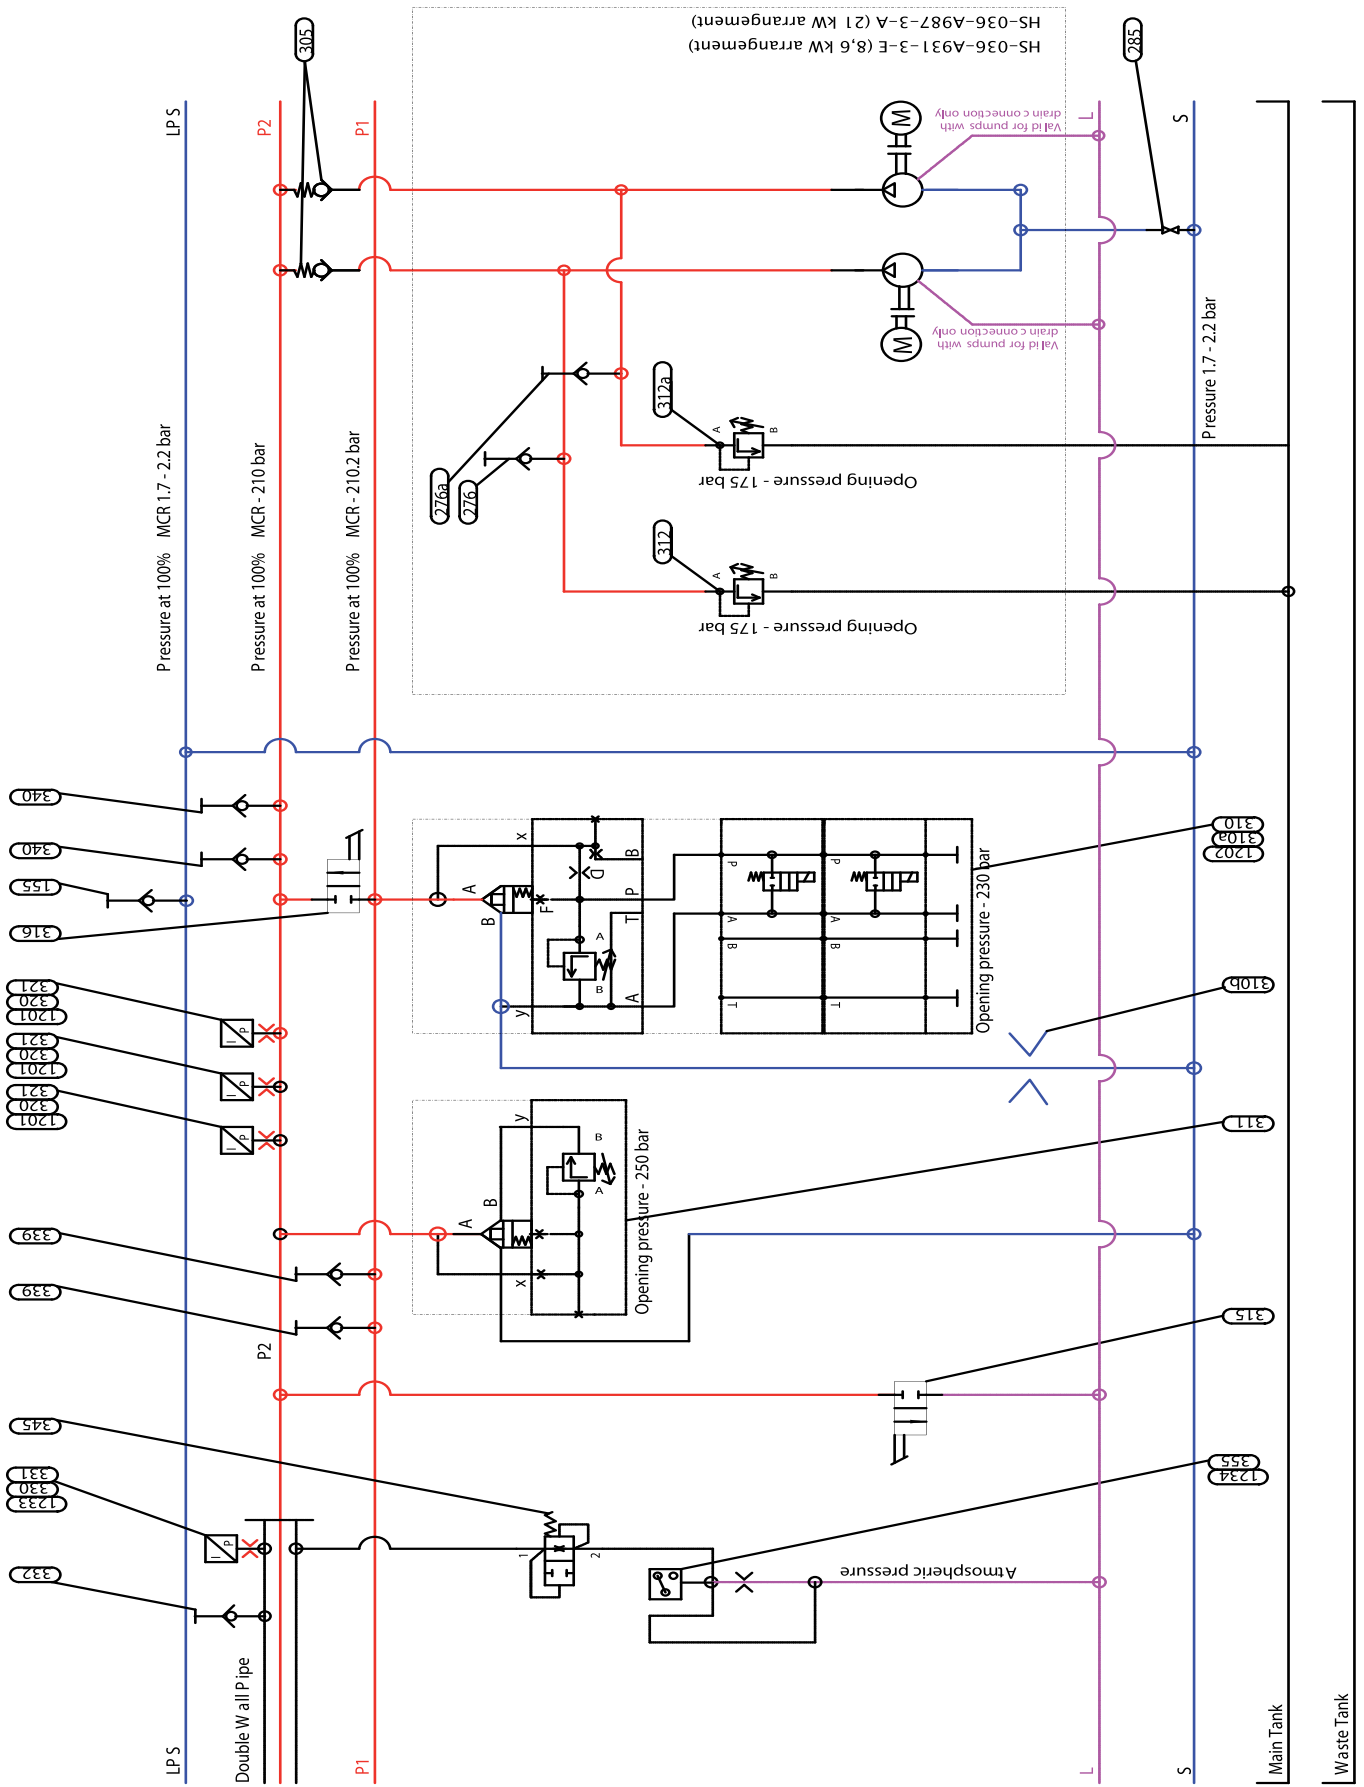 HS-036-A987-3-A (21 kW arrangement)
HS-036-A931-3-E (8,6 kW arrangement)
305
285
LP S
P2
P1
L
S
M
Valid for pumps with
drain connection only
M
Valid for pumps with
drain connection only
Pressure at 100% MCR 1.7 - 2.2 bar
Pressure at 100% MCR - 210 bar
Pressure at 100% MCR - 210.2 bar
Pressure 1.7 - 2.2 bar
276a
276
312a
A
B
Opening pressure - 175 bar
312
A
B
Opening pressure - 175 bar
340
340
155
316
321
320
1201
321
320
1201
321
320
1201
I
P
I
P
I
P
x
A
B
F
D
B
P
T
A
y
A
B
P
A
B
T
P
A
B
T
Opening pressure - 230 bar
310
310a
1202
310b
311
y
B
A
x
B
A
Opening pressure - 250 bar
339
339
P2
315
345
331
330
1233
I
P
332
1
2
355
1234
Atmospheric pressure
Double Wall Pipe
LP S
P1
L
S
Main Tank
Waste Tank